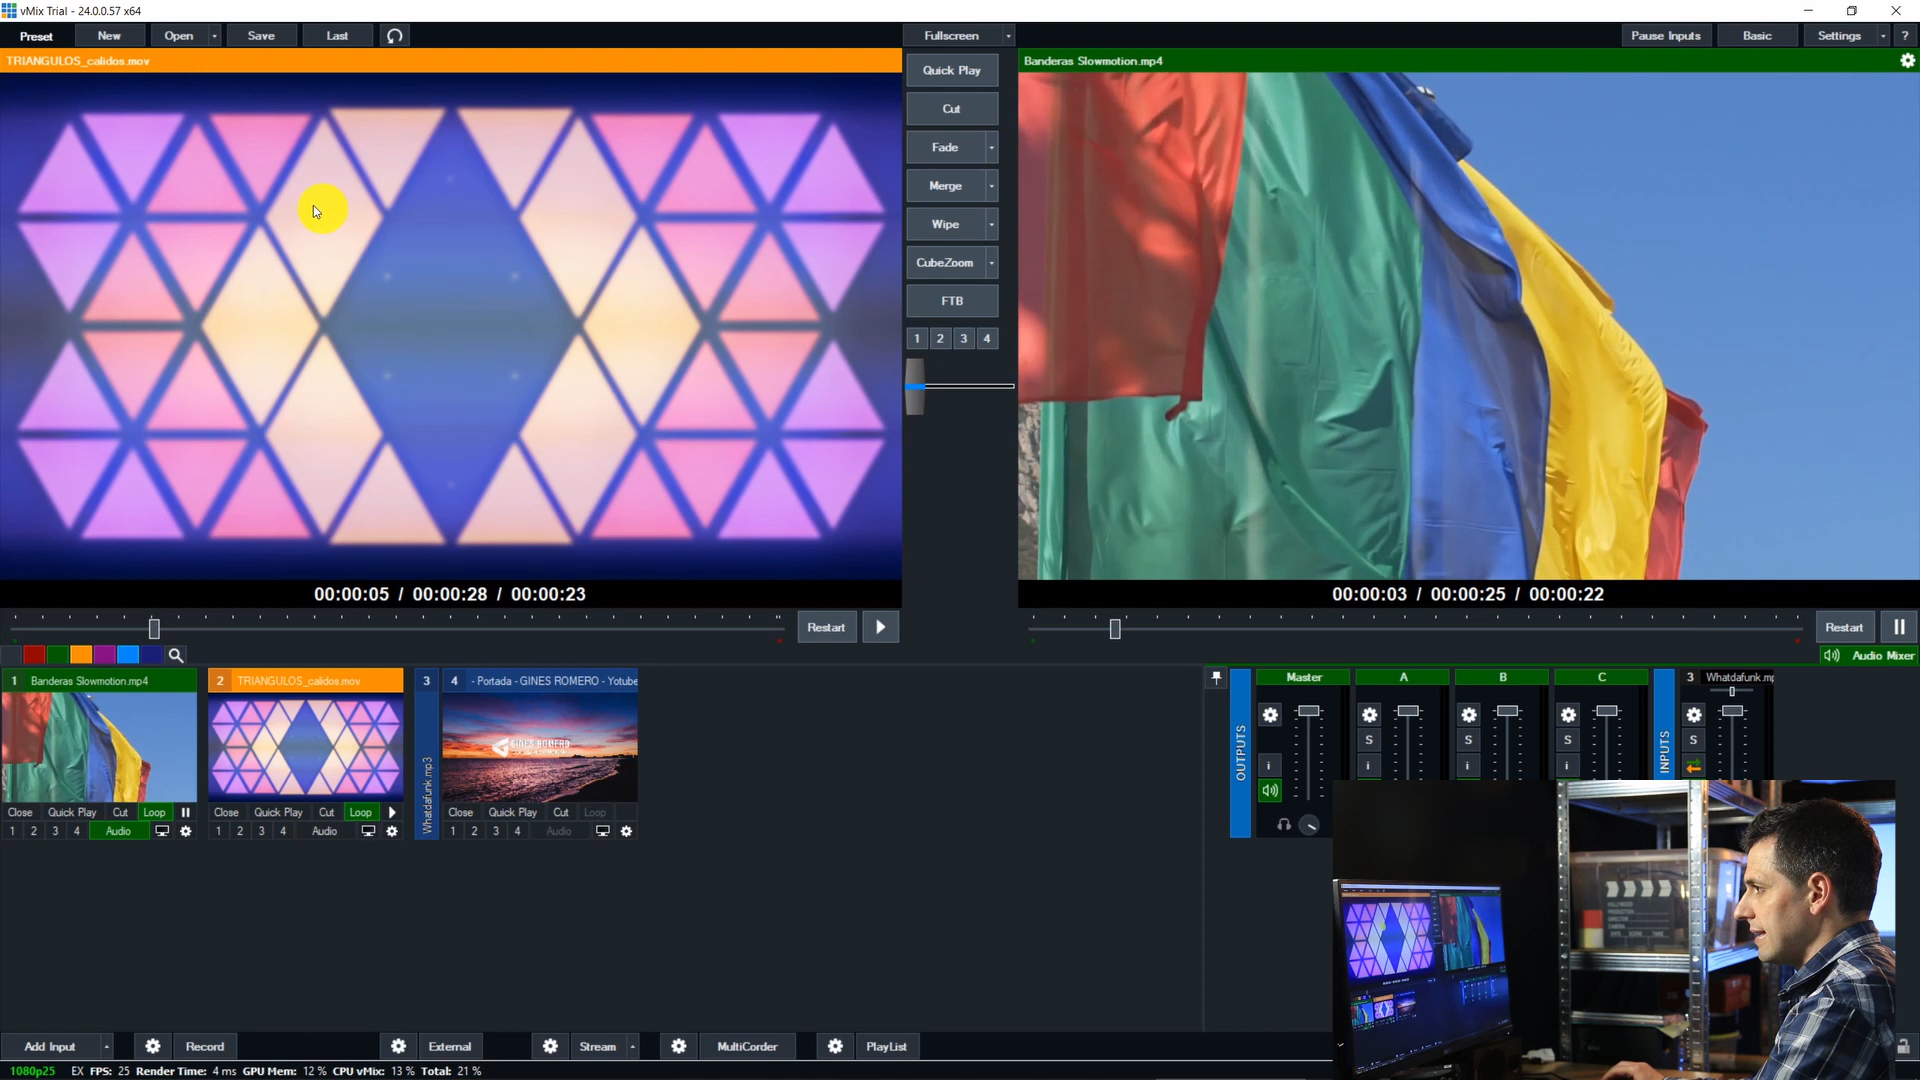 vMix Trial - 24.0.0.57 x64
Preset New Open Save Last Fullscreen Pause Inputs Basic Settings ?
TRIANGULOS_calidos.mov
Banderas Slowmotion.mp4
Quick Play
Cut
Fade
Merge
Wipe
CubeZoom
FTB
1 2 3 4
00:00:05 / 00:00:28 / 00:00:23
00:00:03 / 00:00:25 / 00:00:22
Restart
Restart
Audio Mixer
1 Banderas Slowmotion.mp4
2 TRIANGULOS_calidos.mov
3
4 - Portada - GINES ROMERO - Yotube
Whatdafunk.mp3
GINES ROMERO
Close Quick Play Cut Loop
1 2 3 4 Audio
Close Quick Play Cut Loop
1 2 3 4 Audio
Close Quick Play Cut Loop
1 2 3 4 Audio
OUTPUTS
Master A B C
S S S
i i i i
INPUTS
3 Whatdafunk.mp
S
Add Input Record External Stream MultiCorder PlayList
1080p25 EX FPS: 25 Render Time: 4 ms GPU Mem: 12 % CPU vMix: 13 % Total: 21 %